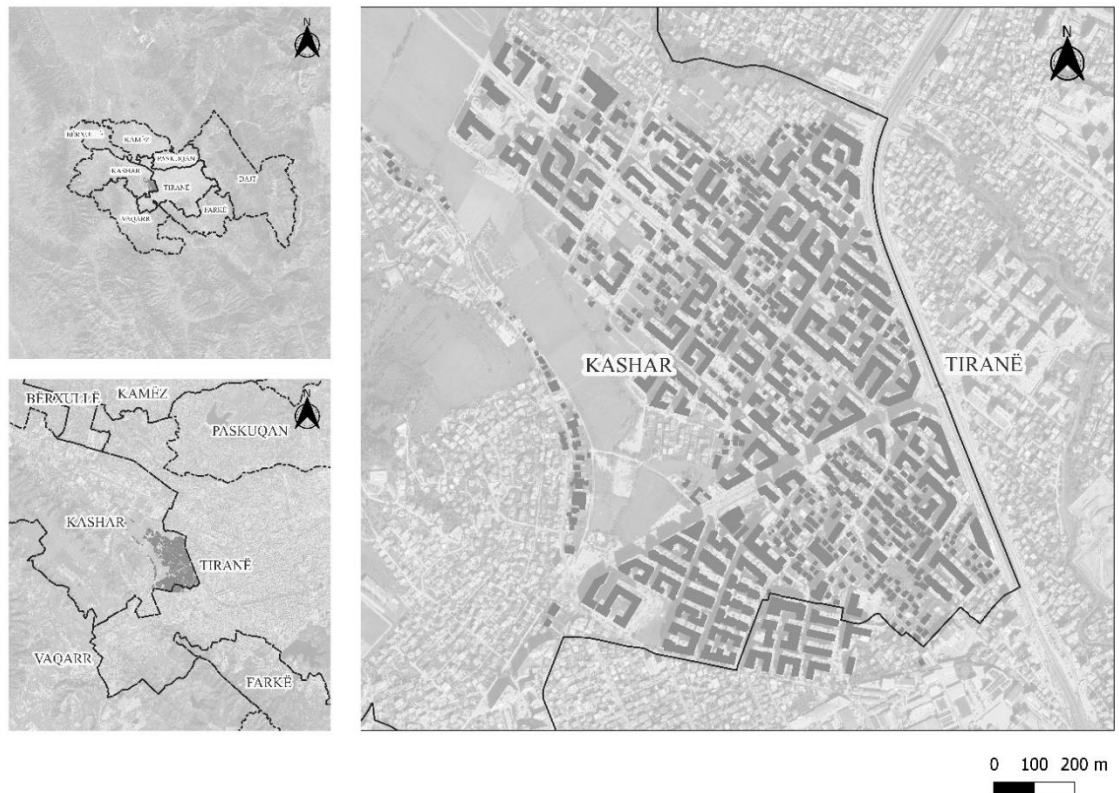 N
BËRXULLË
KAMËZ
PASKUQAN
KASHAR
TIRANË
DAJT
FARKË
VAQARR
N
BËRXULLË
KAMËZ
PASKUQAN
KASHAR
TIRANË
VAQARR
FARKË
N
KASHAR
TIRANË
0 100 200 m